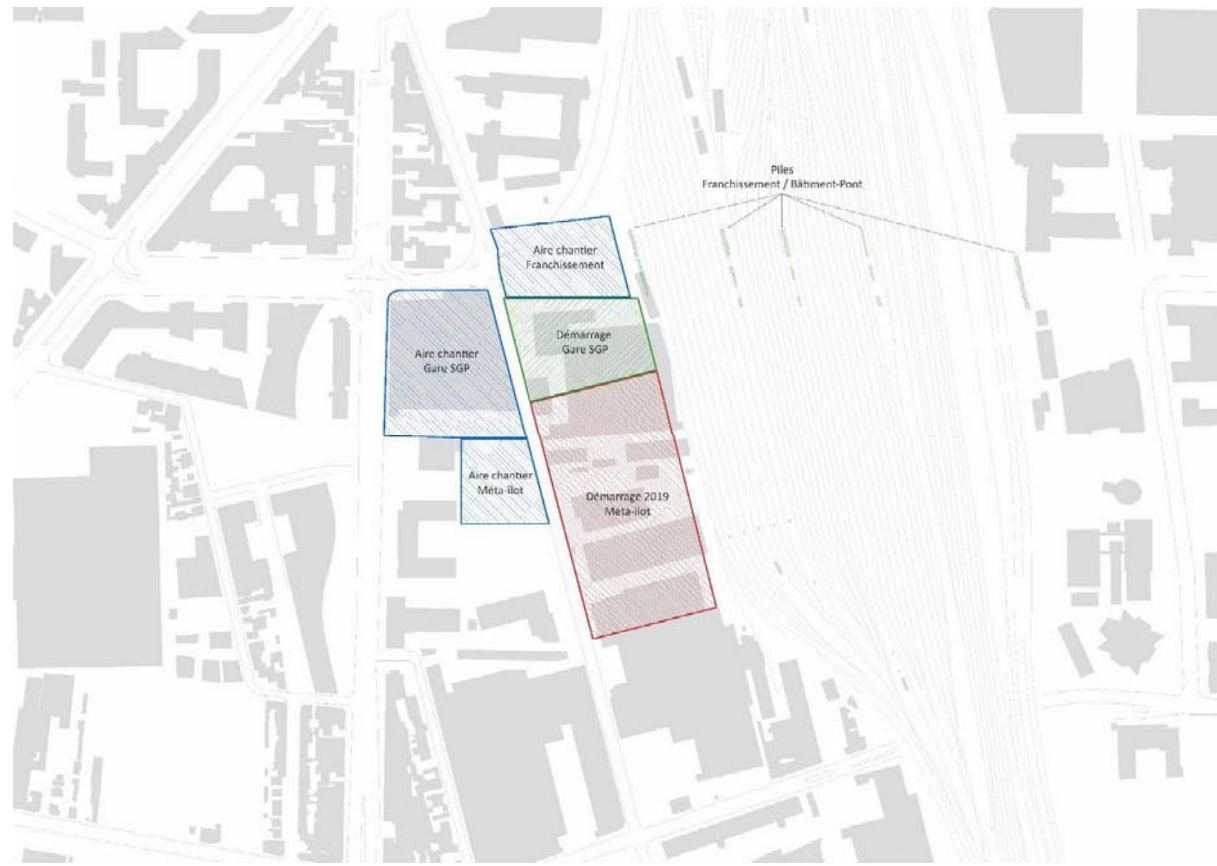 Piles
Franchissement / Bâtiment-Pont
Aire chantier
Franchissement
Démarrage
Gare SGP
Aire chantier
Gare SGP
Aire chantier
Méta-îlot
Démarrage 2019
Méta-îlot